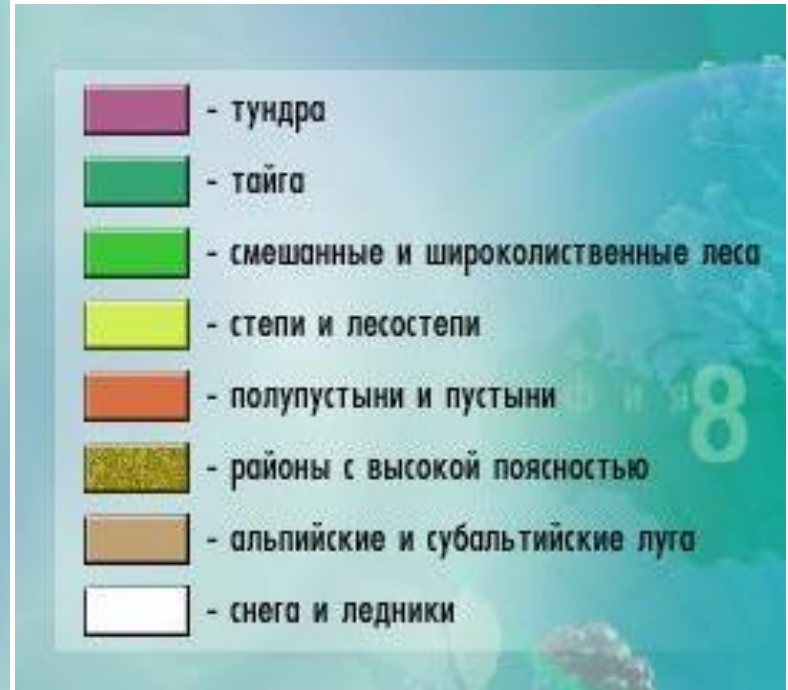 - тундра
- тайга
- смешанные и широколиственные леса
- степи и лесостепи
- полупустыни и пустыни
- районы с высокой поясностью
- альпийские и субальтийские луга
- снега и ледники
8